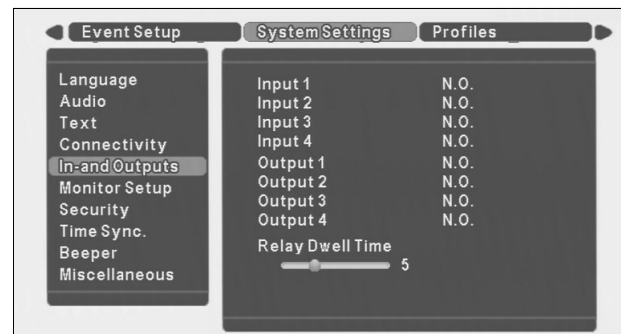 Event Setup
System Settings
Profiles
Language
Audio
Text
Connectivity
In-and Outputs
Monitor Setup
Security
Time Sync.
Beeper
Miscellaneous
Input 1 N.O.
Input 2 N.O.
Input 3 N.O.
Input 4 N.O.
Output 1 N.O.
Output 2 N.O.
Output 3 N.O.
Output 4 N.O.
Relay Dwell Time
5